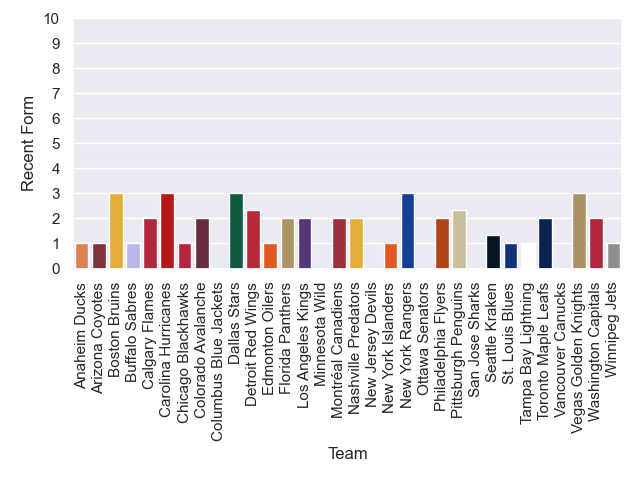 10
9
8
7
6
5
4
3
2
1
0
Recent Form
Anaheim Ducks
Arizona Coyotes
Boston Bruins
Buffalo Sabres
Calgary Flames
Carolina Hurricanes
Chicago Blackhawks
Colorado Avalanche
Columbus Blue Jackets
Dallas Stars
Detroit Red Wings
Edmonton Oilers
Florida Panthers
Los Angeles Kings
Minnesota Wild
Montréal Canadiens
Nashville Predators
New Jersey Devils
New York Islanders
New York Rangers
Ottawa Senators
Philadelphia Flyers
Pittsburgh Penguins
San Jose Sharks
Seattle Kraken
St. Louis Blues
Tampa Bay Lightning
Toronto Maple Leafs
Vancouver Canucks
Vegas Golden Knights
Washington Capitals
Winnipeg Jets
Team